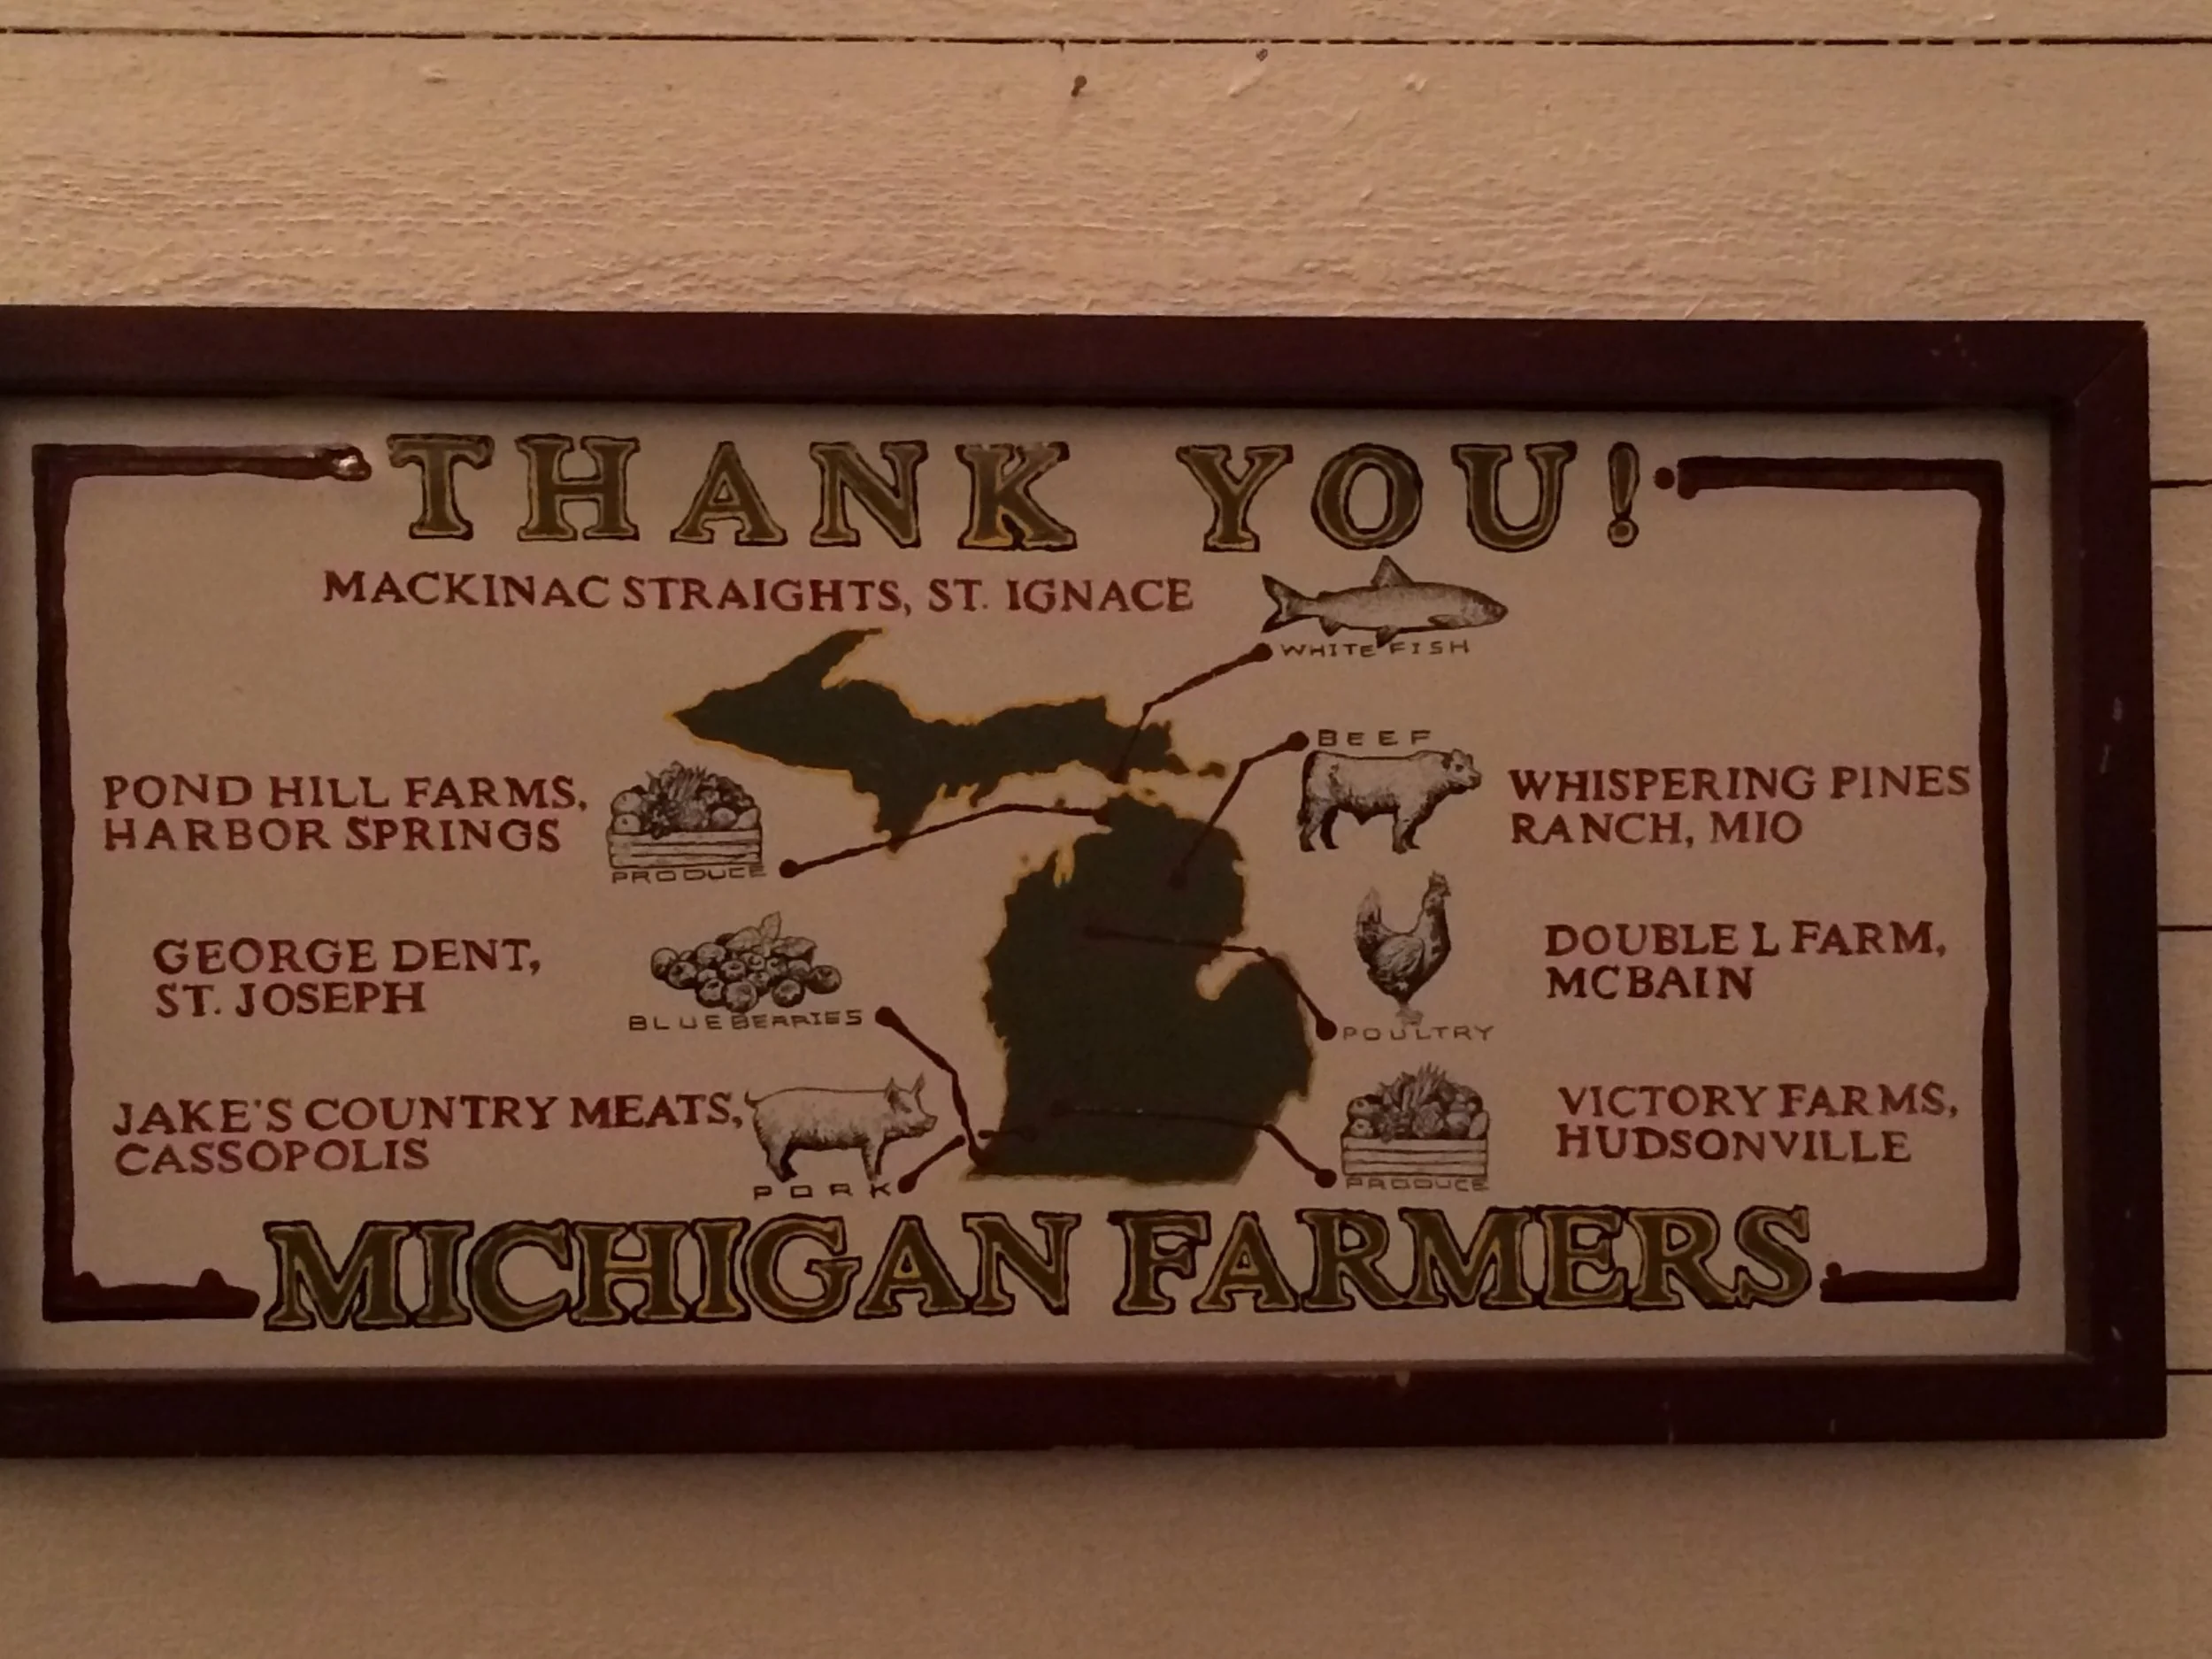 THANK YOU!
MACKINAC STRAIGHTS, ST. IGNACE
WHITE FISH
BEEF
POND HILL FARMS,
HARBOR SPRINGS
PRODUCE
WHISPERING PINES
RANCH, MIO
GEORGE DENT,
ST. JOSEPH
BLUEBERRIES
DOUBLE L FARM,
MCBAIN
POULTRY
JAKE'S COUNTRY MEATS,
CASSOPOLIS
PORK
VICTORY FARMS,
HUDSONVILLE
PRODUCE
MICHIGAN FARMERS